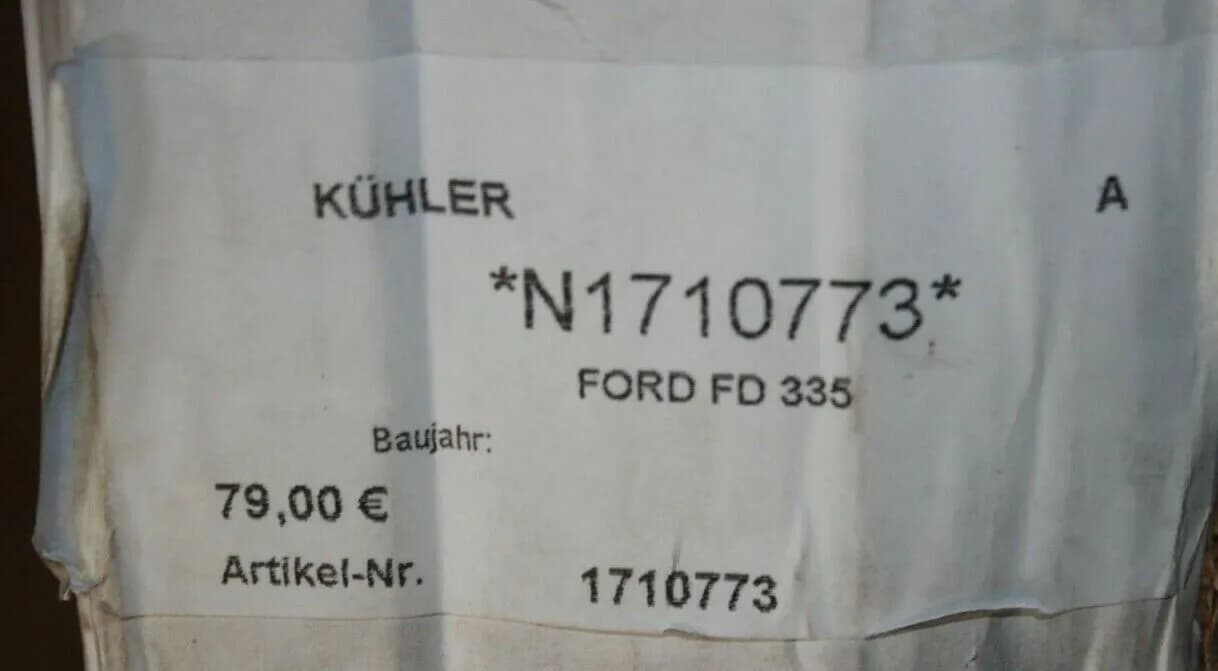 KÜHLER A
*N1710773*
FORD FD 335
Baujahr:
79,00 €
Artikel-Nr. 1710773